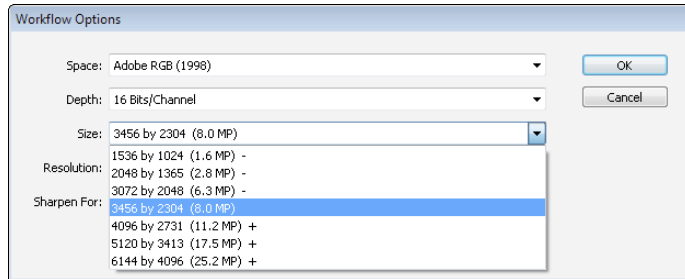 Workflow Options
Space: Adobe RGB (1998)
OK
Depth: 16 Bits/Channel
Cancel
Size: 3456 by 2304 (8.0 MP)
1536 by 1024 (1.6 MP) -
Resolution:
2048 by 1365 (2.8 MP) -
3072 by 2048 (6.3 MP) -
Sharpen For:
3456 by 2304 (8.0 MP)
4096 by 2731 (11.2 MP) +
5120 by 3413 (17.5 MP) +
6144 by 4096 (25.2 MP) +